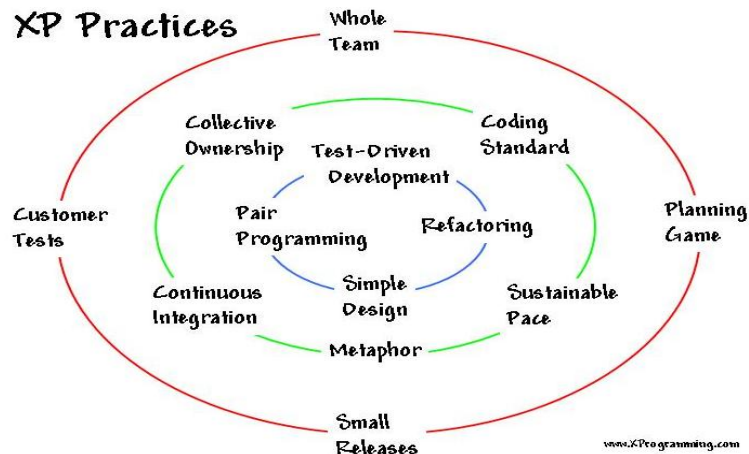 XP Practices
Whole
Team
Collective
Ownership
Coding
Standard
Test-Driven
Development
Customer
Tests
Pair
Programming
Refactoring
Planning
Game
Continuous
Integration
Simple
Design
Sustainable
Pace
Metaphor
Small
Releases
www.XProgramming.com